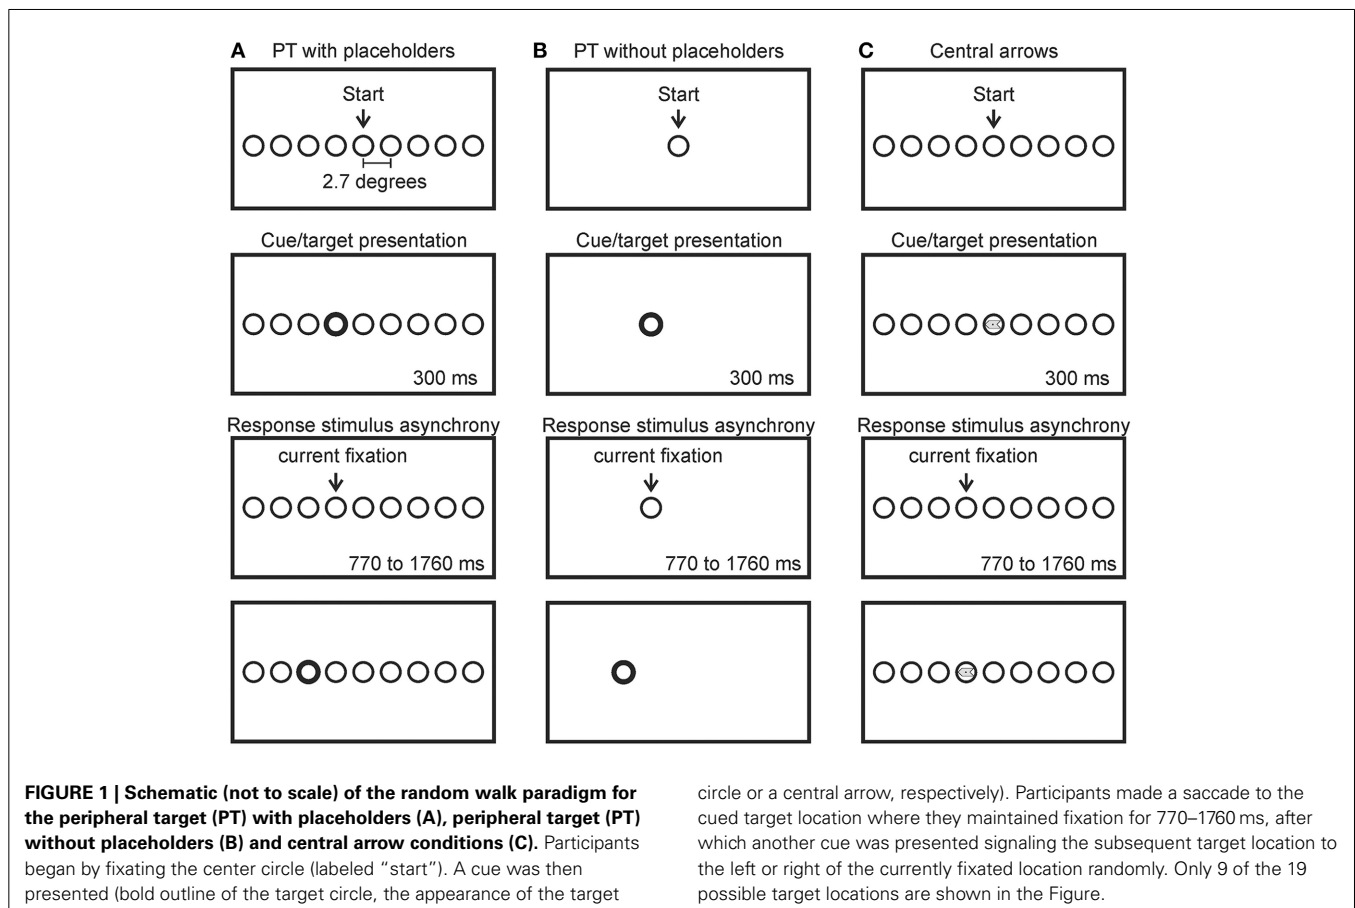 A PT with placeholders
Start
2.7 degrees
Cue/target presentation
300 ms
Response stimulus asynchrony
current fixation
770 to 1760 ms
B PT without placeholders
Start
Cue/target presentation
300 ms
Response stimulus asynchrony
current fixation
770 to 1760 ms
C Central arrows
Start
Cue/target presentation
300 ms
Response stimulus asynchrony
current fixation
770 to 1760 ms
FIGURE 1 | Schematic (not to scale) of the random walk paradigm for
the peripheral target (PT) with placeholders (A), peripheral target (PT)
without placeholders (B) and central arrow conditions (C). Participants
began by fixating the center circle (labeled “start”). A cue was then
presented (bold outline of the target circle, the appearance of the target
circle or a central arrow, respectively). Participants made a saccade to the
cued target location where they maintained fixation for 770–1760 ms, after
which another cue was presented signaling the subsequent target location to
the left or right of the currently fixated location randomly. Only 9 of the 19
possible target locations are shown in the Figure.